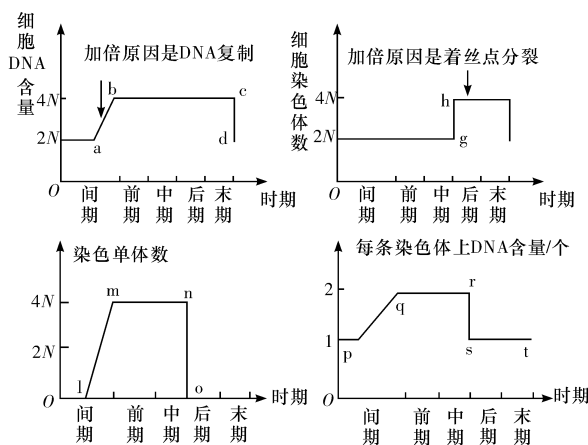 细胞DNA含量
加倍原因是DNA复制
4N
2N
O
a
b
c
d
间期 前期 中期 后期 末期
时期
细胞染色体数
加倍原因是着丝点分裂
4N
2N
O
h
g
间期 前期 中期 后期 末期
时期
染色单体数
4N
2N
O
l
m
n
o
间期 前期 中期 后期 末期
时期
每条染色体上DNA含量/个
2
1
O
p
q
r
s
t
间期 前期 中期 后期 末期
时期